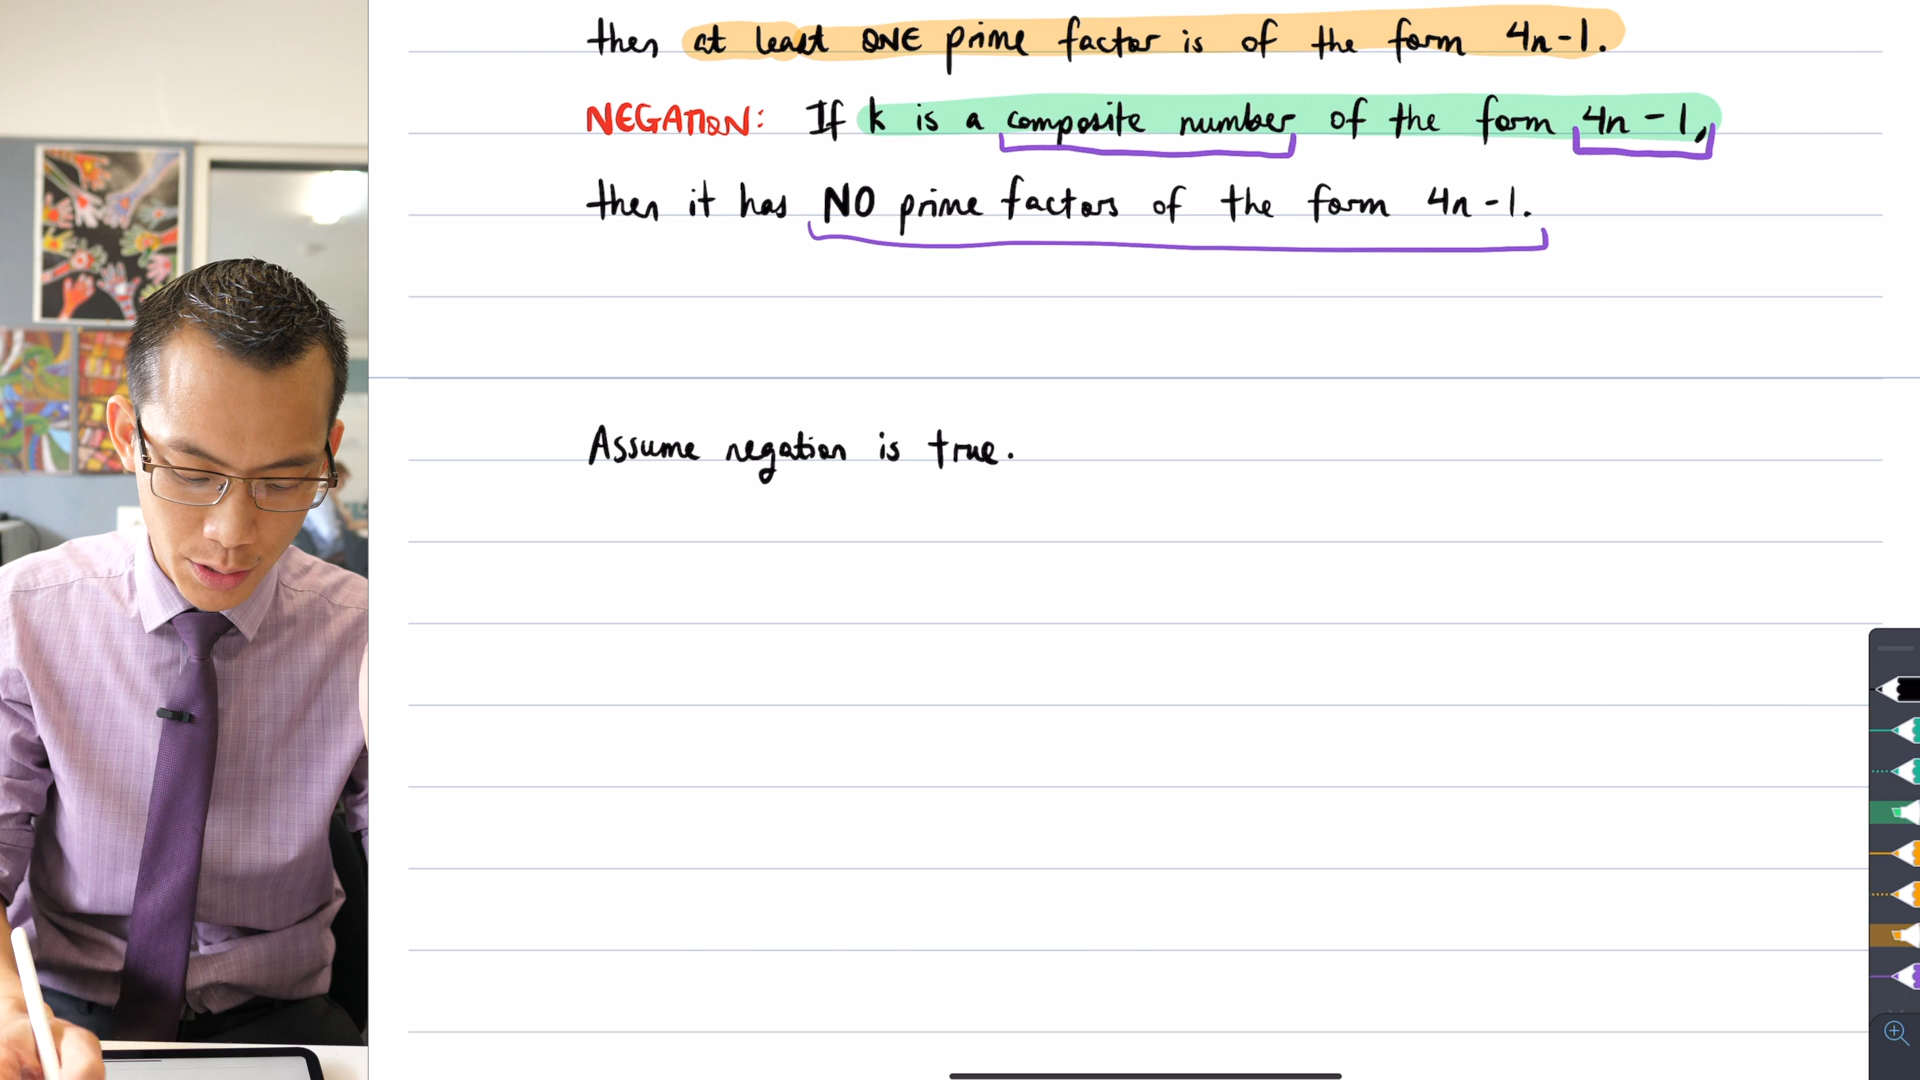 then at least ONE prime factor is of the form 4n-1.
NEGATION: If k is a composite number of the form 4n-1,
then it has NO prime factors of the form 4n-1.
Assume negation is true.